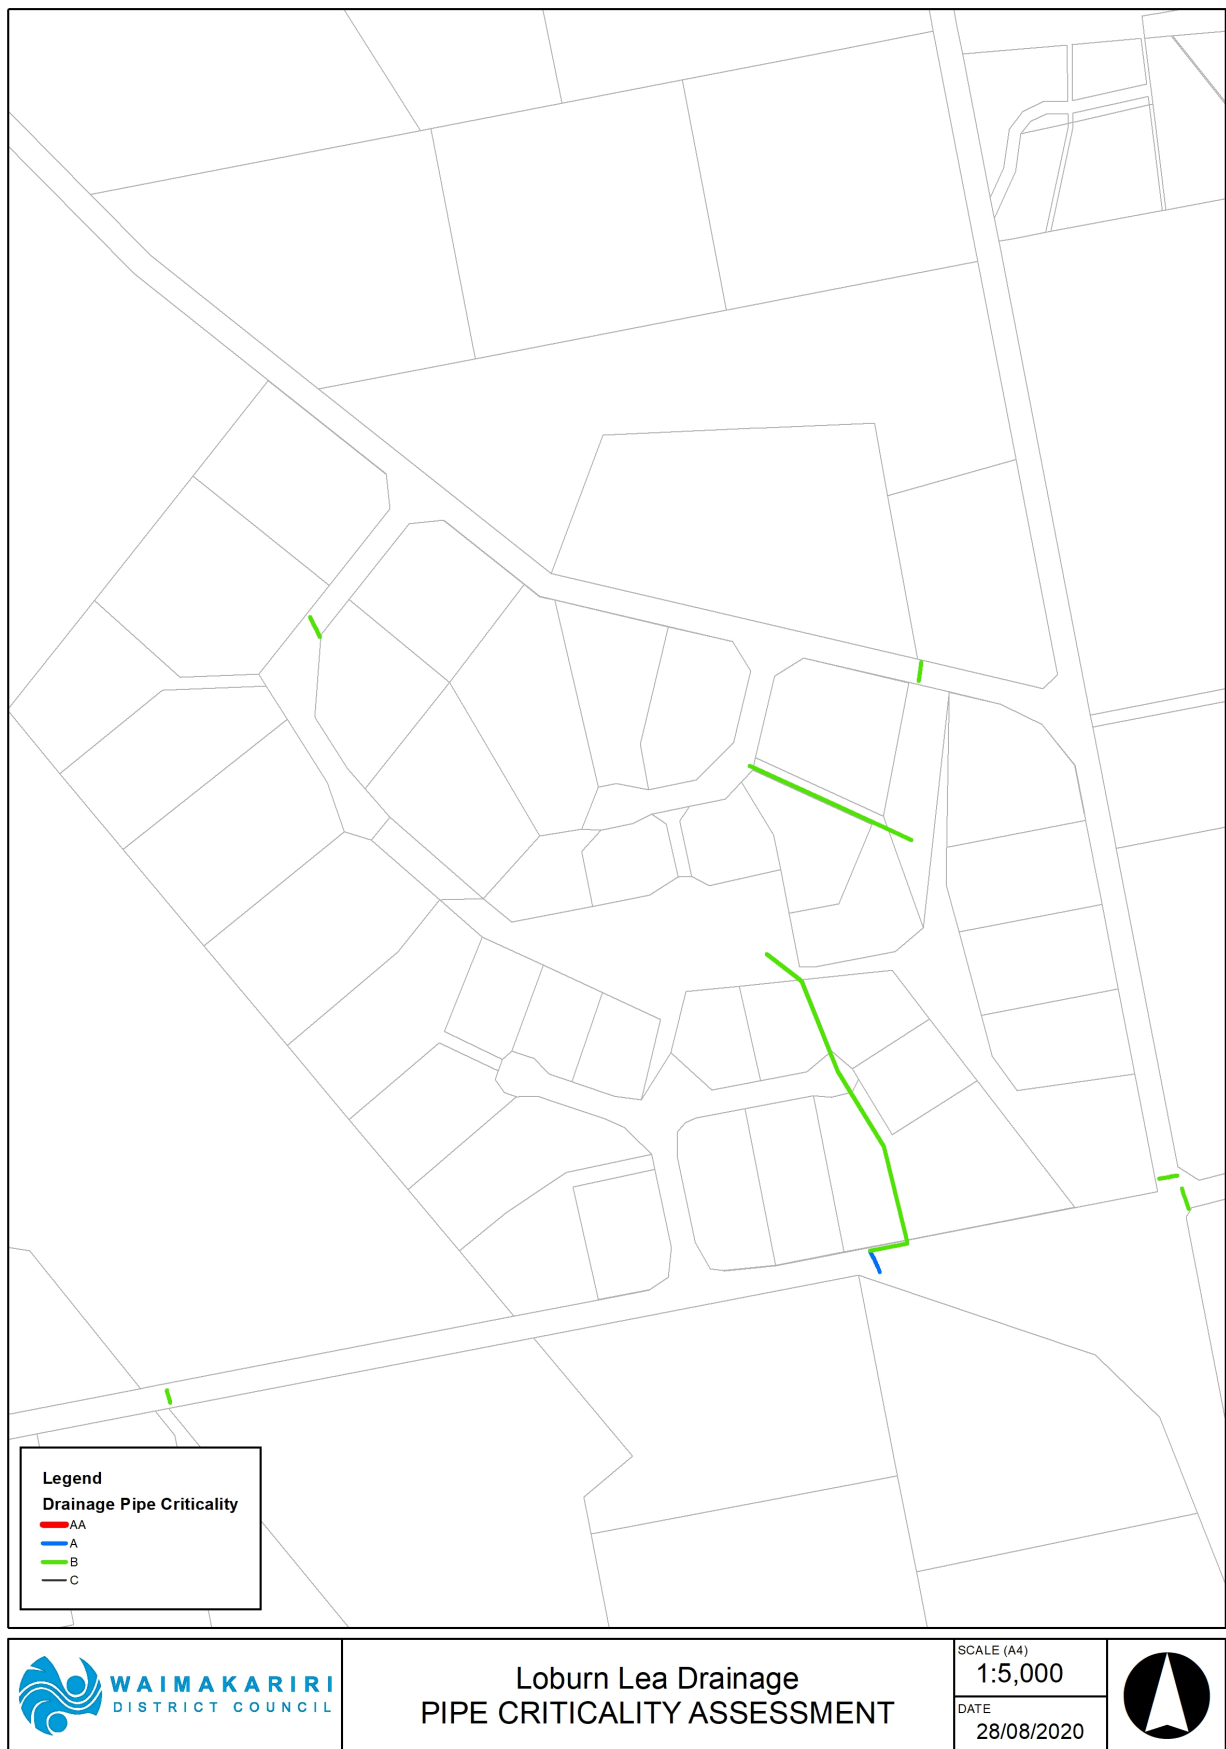 Legend
Drainage Pipe Criticality
AA
A
B
C
WAIMAKARIRI
DISTRICT COUNCIL
Loburn Lea Drainage
PIPE CRITICALITY ASSESSMENT
SCALE (A4)
1:5,000
DATE
28/08/2020